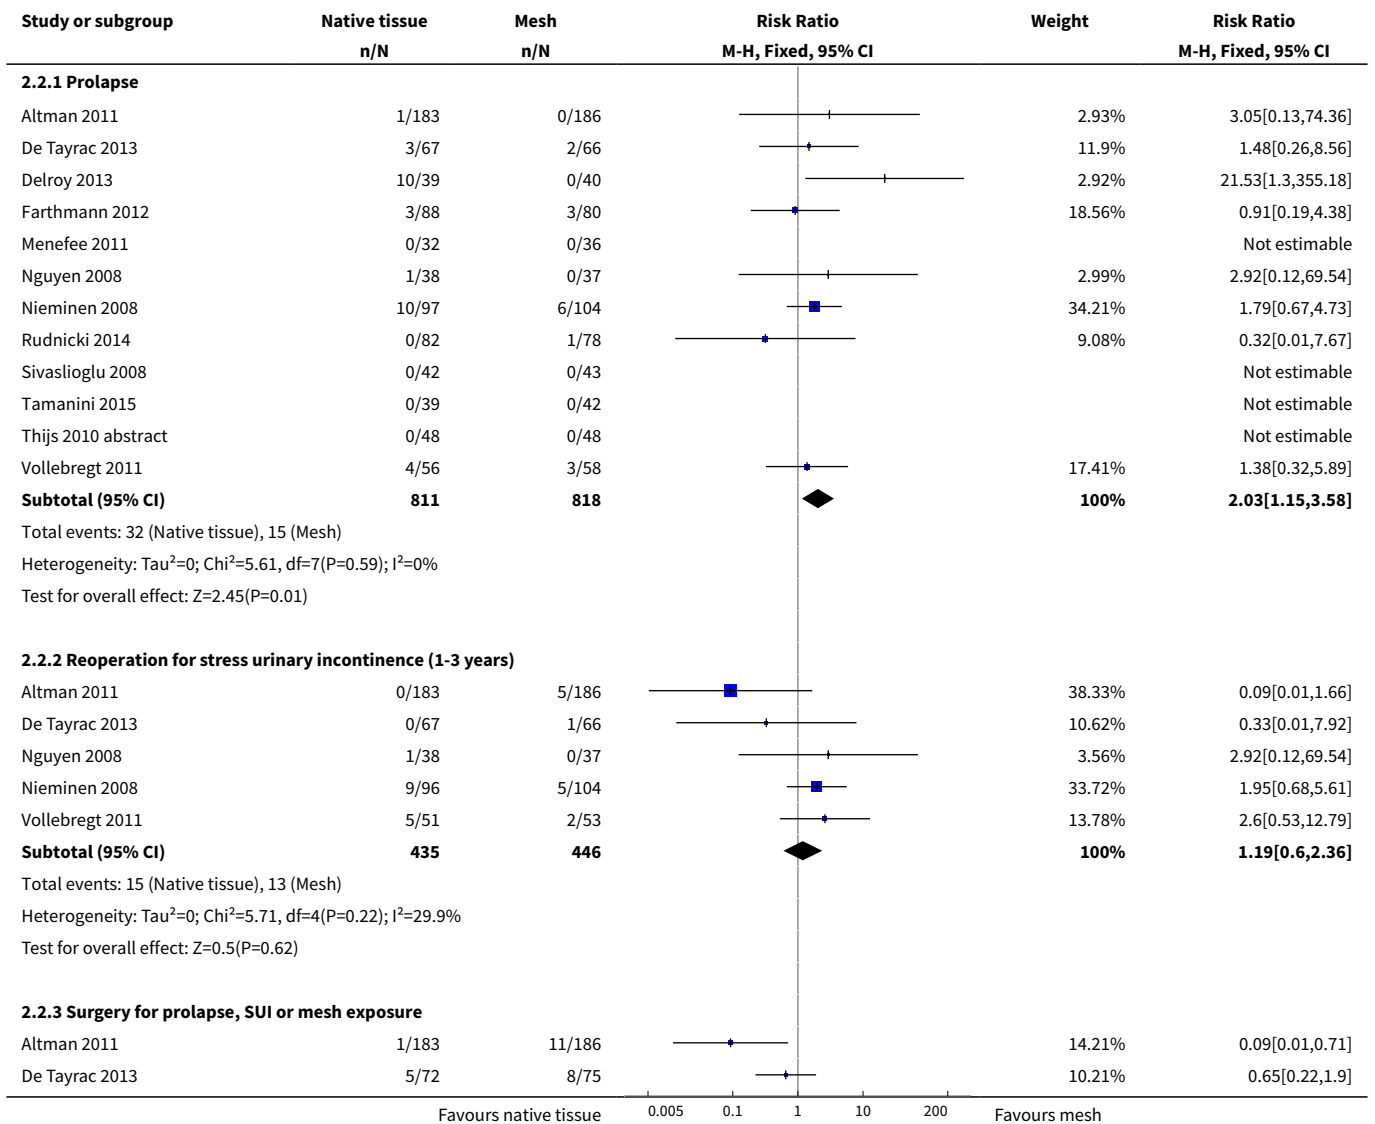 Study or subgroup Native tissue Mesh Risk Ratio Weight Risk Ratio
n/N n/N M-H, Fixed, 95% CI M-H, Fixed, 95% CI
2.2.1 Prolapse
Altman 2011 1/183 0/186 2.93% 3.05[0.13,74.36]
De Tayrac 2013 3/67 2/66 11.9% 1.48[0.26,8.56]
Delroy 2013 10/39 0/40 2.92% 21.53[1.3,355.18]
Farthmann 2012 3/88 3/80 18.56% 0.91[0.19,4.38]
Menefee 2011 0/32 0/36 Not estimable
Nguyen 2008 1/38 0/37 2.99% 2.92[0.12,69.54]
Nieminen 2008 10/97 6/104 34.21% 1.79[0.67,4.73]
Rudnicki 2014 0/82 1/78 9.08% 0.32[0.01,7.67]
Sivaslioglu 2008 0/42 0/43 Not estimable
Tamanini 2015 0/39 0/42 Not estimable
Thijs 2010 abstract 0/48 0/48 Not estimable
Vollebregt 2011 4/56 3/58 17.41% 1.38[0.32,5.89]
Subtotal (95% CI) 811 818 100% 2.03[1.15,3.58]
Total events: 32 (Native tissue), 15 (Mesh)
Heterogeneity: Tau²=0; Chi²=5.61, df=7(P=0.59); I²=0%
Test for overall effect: Z=2.45(P=0.01)
2.2.2 Reoperation for stress urinary incontinence (1-3 years)
Altman 2011 0/183 5/186 38.33% 0.09[0.01,1.66]
De Tayrac 2013 0/67 1/66 10.62% 0.33[0.01,7.92]
Nguyen 2008 1/38 0/37 3.56% 2.92[0.12,69.54]
Nieminen 2008 9/96 5/104 33.72% 1.95[0.68,5.61]
Vollebregt 2011 5/51 2/53 13.78% 2.6[0.53,12.79]
Subtotal (95% CI) 435 446 100% 1.19[0.6,2.36]
Total events: 15 (Native tissue), 13 (Mesh)
Heterogeneity: Tau²=0; Chi²=5.71, df=4(P=0.22); I²=29.9%
Test for overall effect: Z=0.5(P=0.62)
2.2.3 Surgery for prolapse, SUI or mesh exposure
Altman 2011 1/183 11/186 14.21% 0.09[0.01,0.71]
De Tayrac 2013 5/72 8/75 10.21% 0.65[0.22,1.9]
Favours native tissue 0.005 0.1 1 10 200 Favours mesh